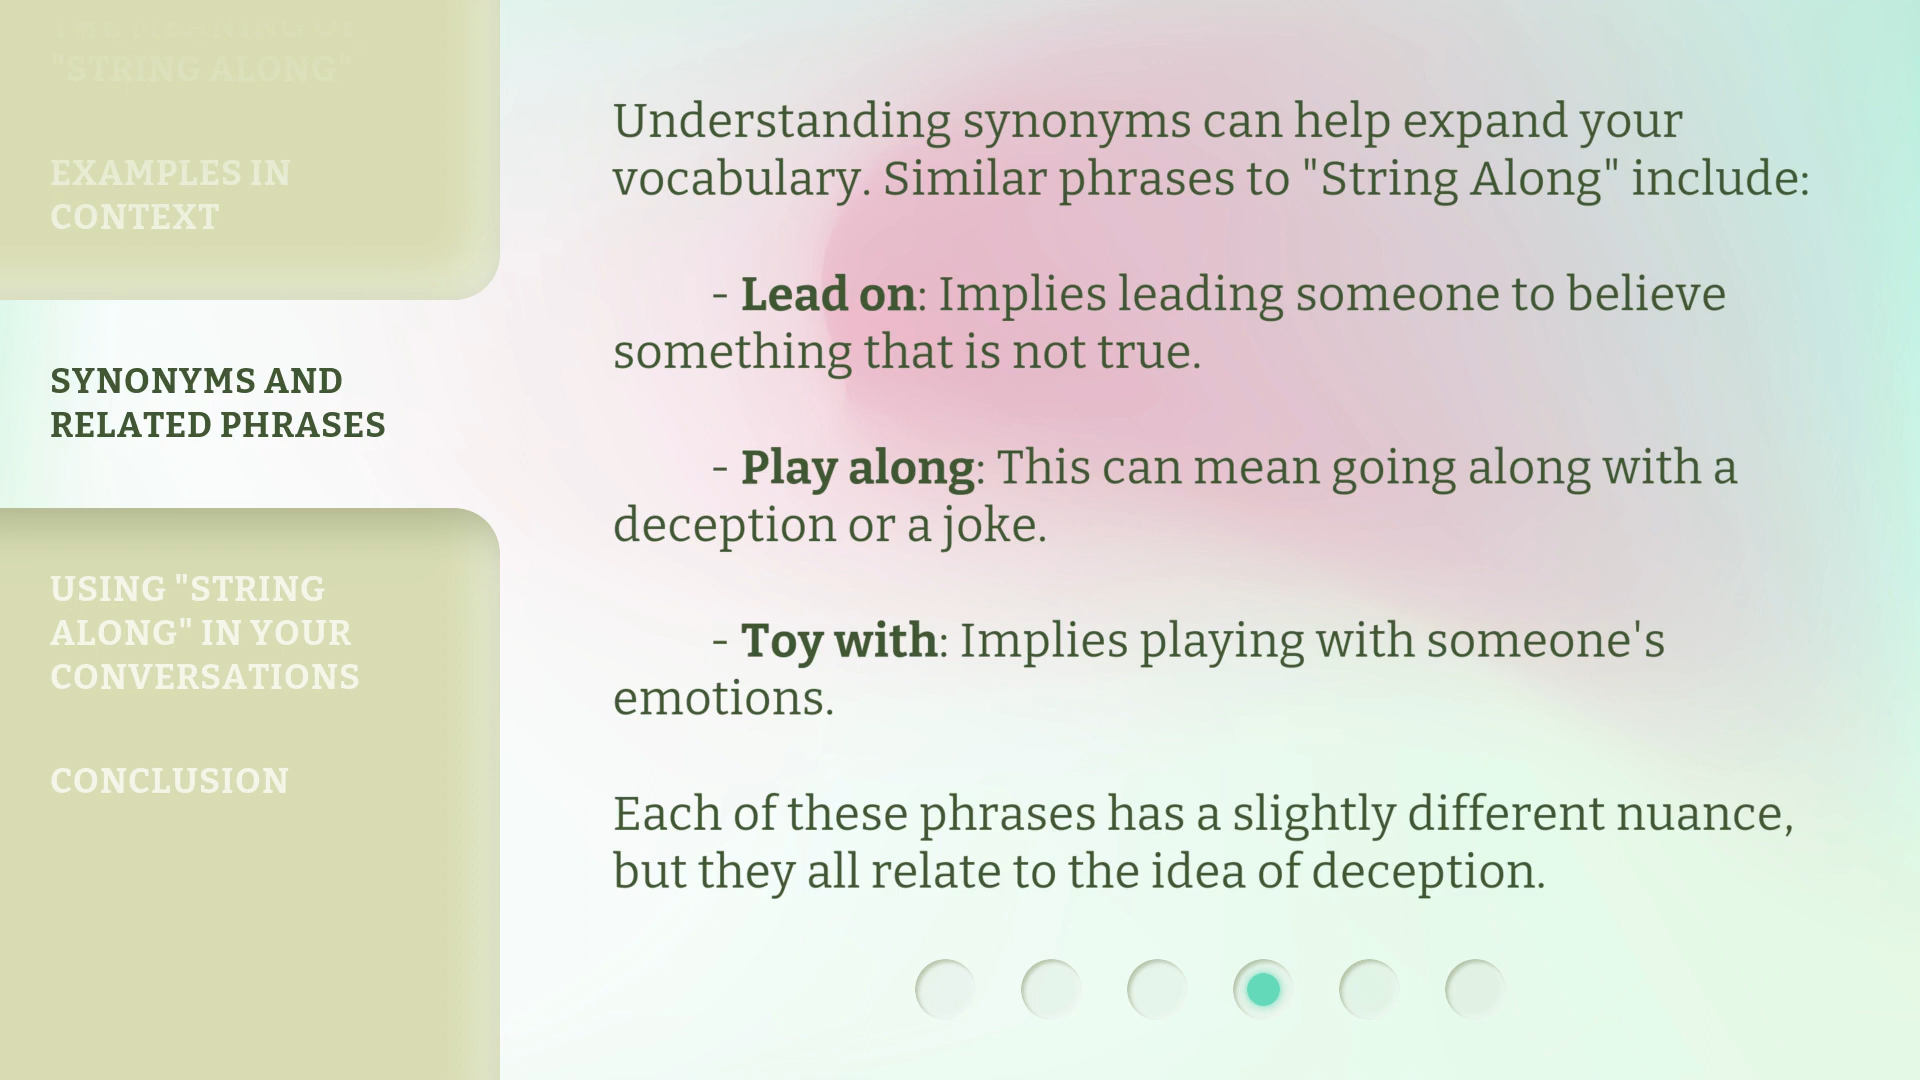 "STRING ALONG"
EXAMPLES IN
CONTEXT
SYNONYMS AND
RELATED PHRASES
USING "STRING
ALONG" IN YOUR
CONVERSATIONS
CONCLUSION
Understanding synonyms can help expand your
vocabulary. Similar phrases to "String Along" include:
- Lead on: Implies leading someone to believe
something that is not true.
- Play along: This can mean going along with a
deception or a joke.
- Toy with: Implies playing with someone's
emotions.
Each of these phrases has a slightly different nuance,
but they all relate to the idea of deception.